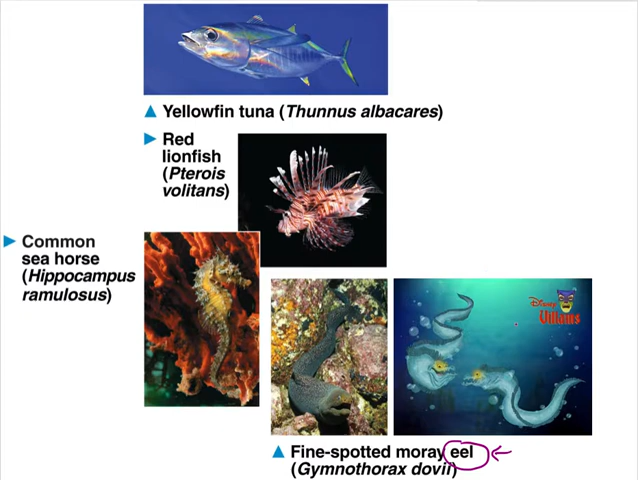 ▲ Yellowfin tuna (Thunnus albacares)
► Red
lionfish
(Pterois
volitans)
► Common
sea horse
(Hippocampus
ramulosus)
Disney
Villains
▲ Fine-spotted moray eel
(Gymnothorax dovii)